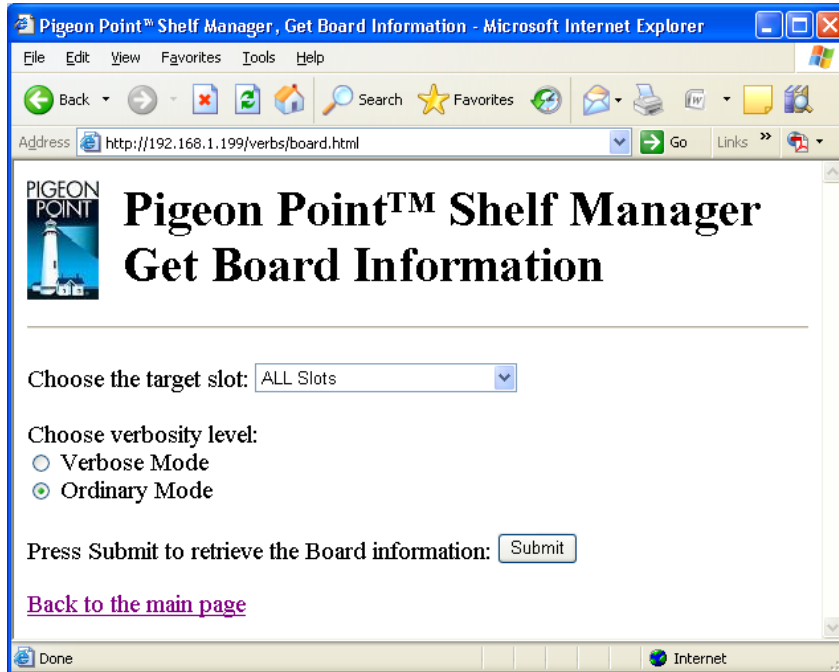 Pigeon Point™ Shelf Manager, Get Board Information - Microsoft Internet Explorer
File Edit View Favorites Tools Help
Back Search Favorites
Address http://192.168.1.199/verbs/board.html Go Links »
PIGEON
POINT
Pigeon Point™ Shelf Manager
Get Board Information
Choose the target slot: ALL Slots
Choose verbosity level:
Verbose Mode
Ordinary Mode
Press Submit to retrieve the Board information: Submit
Back to the main page
Done Internet